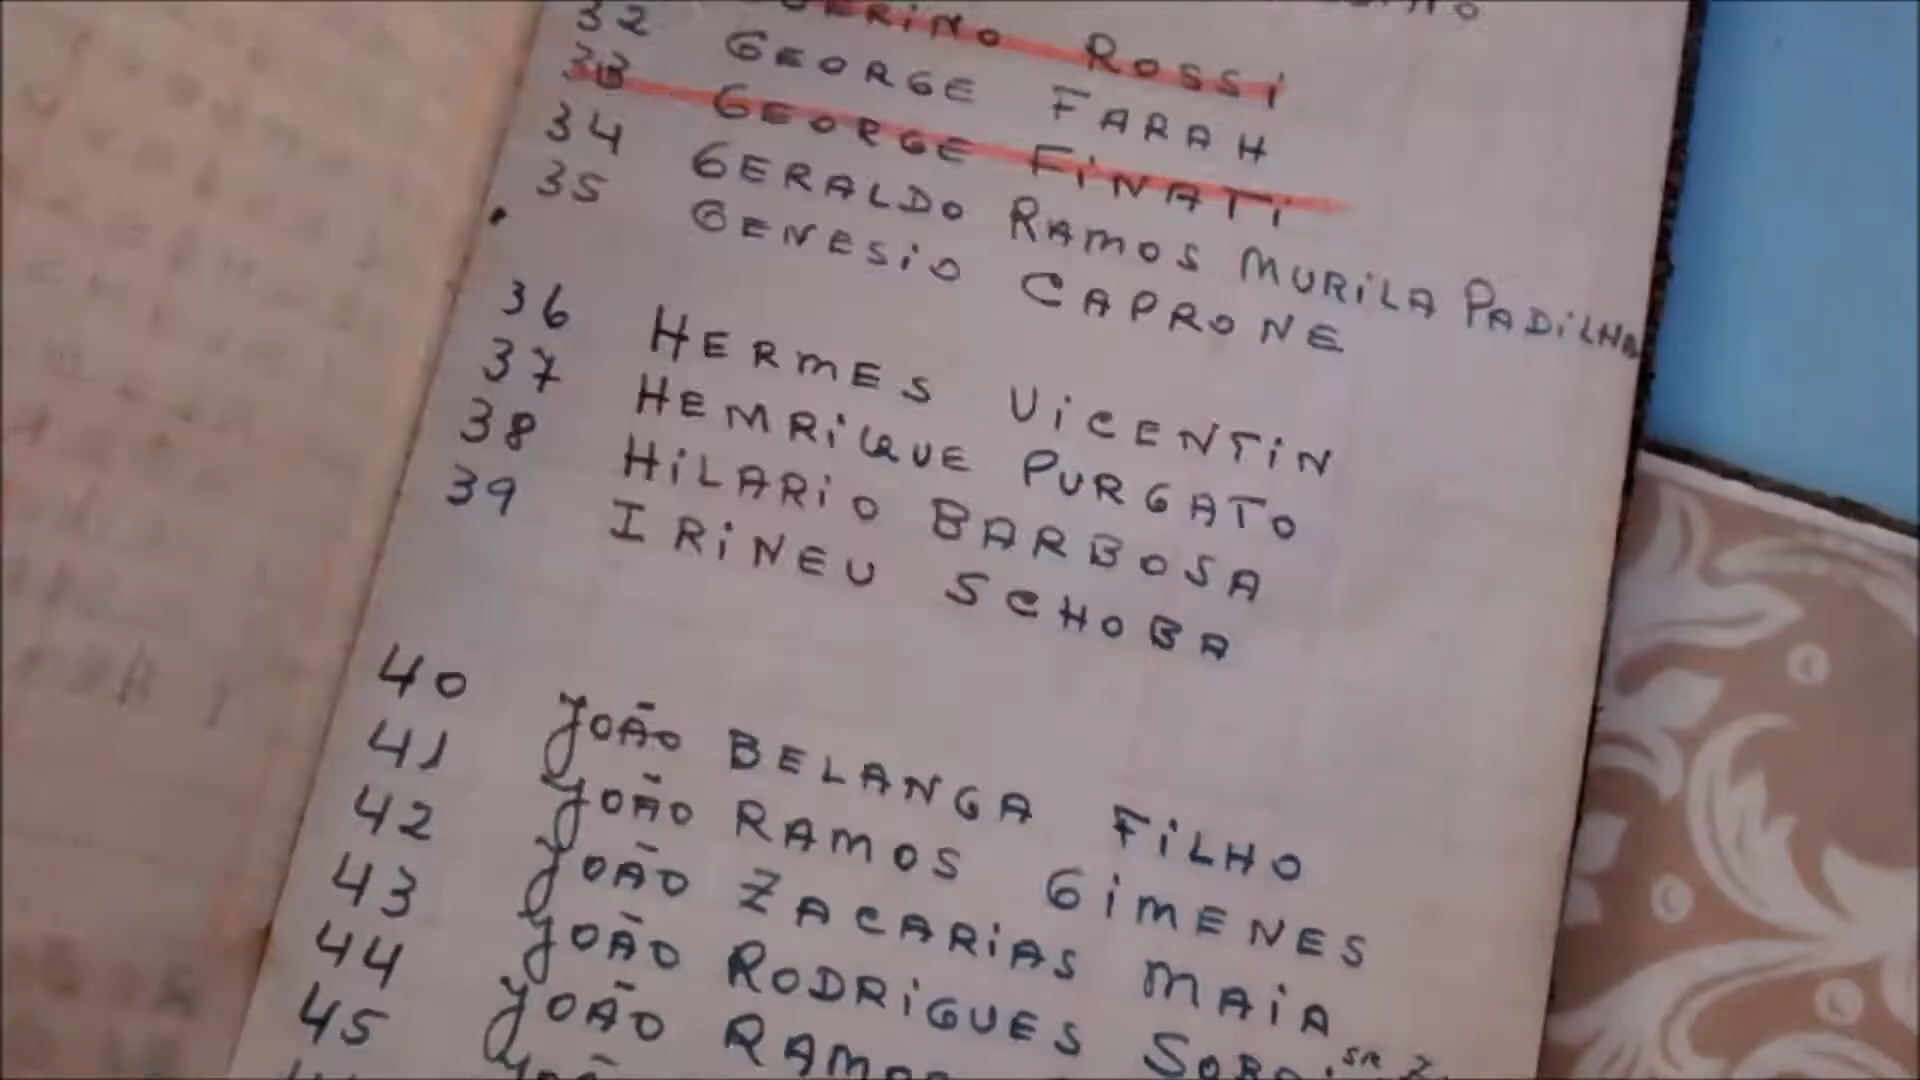 ROSSI
32 GEORGE FARAH
33 GEORGE FINATI
34 GERALDO RAMOS MURILA PADILHA
35 GENESIO CAPRONE
36 HERMES VICENTIN
37 HEMRIQUE PURGATO
38 HILARIO BARBOSA
39 IRINEU SCHOBA
40 JOÃO BELANGA FILHO
41 JOÃO RAMOS GIMENES
42 JOÃO ZACARIAS MAIA
43 JOÃO RODRIGUES
44 JOÃO
45